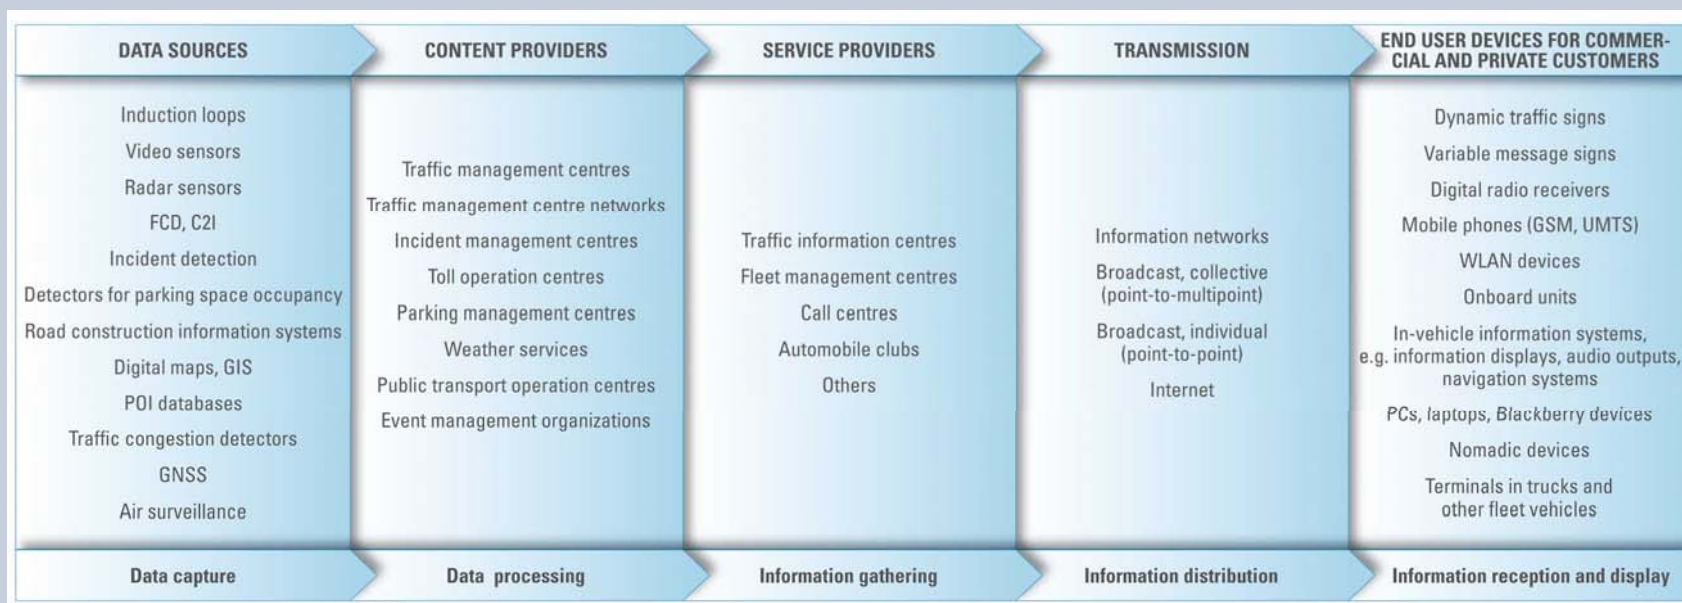 DATA SOURCES
Induction loops
Video sensors
Radar sensors
FCD, C2I
Incident detection
Detectors for parking space occupancy
Road construction information systems
Digital maps, GIS
POI databases
Traffic congestion detectors
GNSS
Air surveillance
Data capture
CONTENT PROVIDERS
Traffic management centres
Traffic management centre networks
Incident management centres
Toll operation centres
Parking management centres
Weather services
Public transport operation centres
Event management organizations
Data processing
SERVICE PROVIDERS
Traffic information centres
Fleet management centres
Call centres
Automobile clubs
Others
Information gathering
TRANSMISSION
Information networks
Broadcast, collective
(point-to-multipoint)
Broadcast, individual
(point-to-point)
Internet
Information distribution
END USER DEVICES FOR COMMER-
CIAL AND PRIVATE CUSTOMERS
Dynamic traffic signs
Variable message signs
Digital radio receivers
Mobile phones (GSM, UMTS)
WLAN devices
Onboard units
In-vehicle information systems,
e.g. information displays, audio outputs,
navigation systems
PCs, laptops, Blackberry devices
Nomadic devices
Terminals in trucks and
other fleet vehicles
Information reception and display